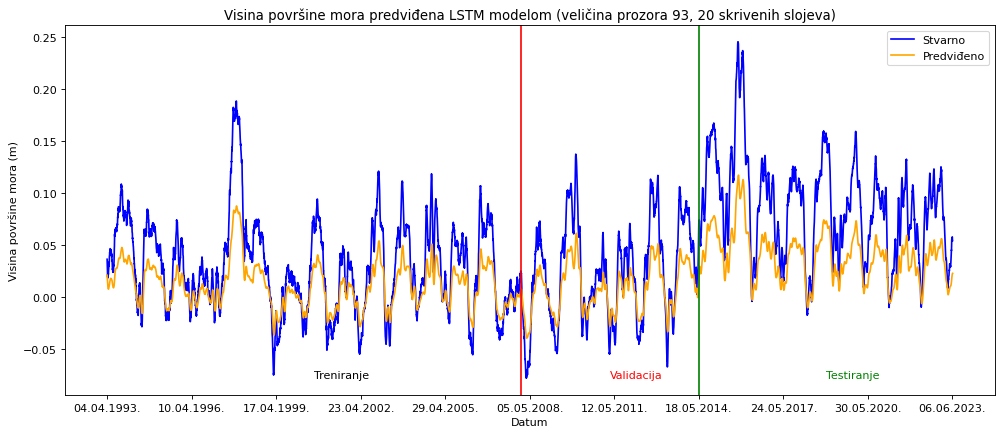 Visina površine mora predviđena LSTM modelom (veličina prozora 93, 20 skrivenih slojeva)
Stvarno
Predviđeno
Visina površine mora (m)
0.25
0.20
0.15
0.10
0.05
0.00
−0.05
Treniranje
Validacija
Testiranje
04.04.1993.
10.04.1996.
17.04.1999.
23.04.2002.
29.04.2005.
05.05.2008.
12.05.2011.
18.05.2014.
24.05.2017.
30.05.2020.
06.06.2023.
Datum